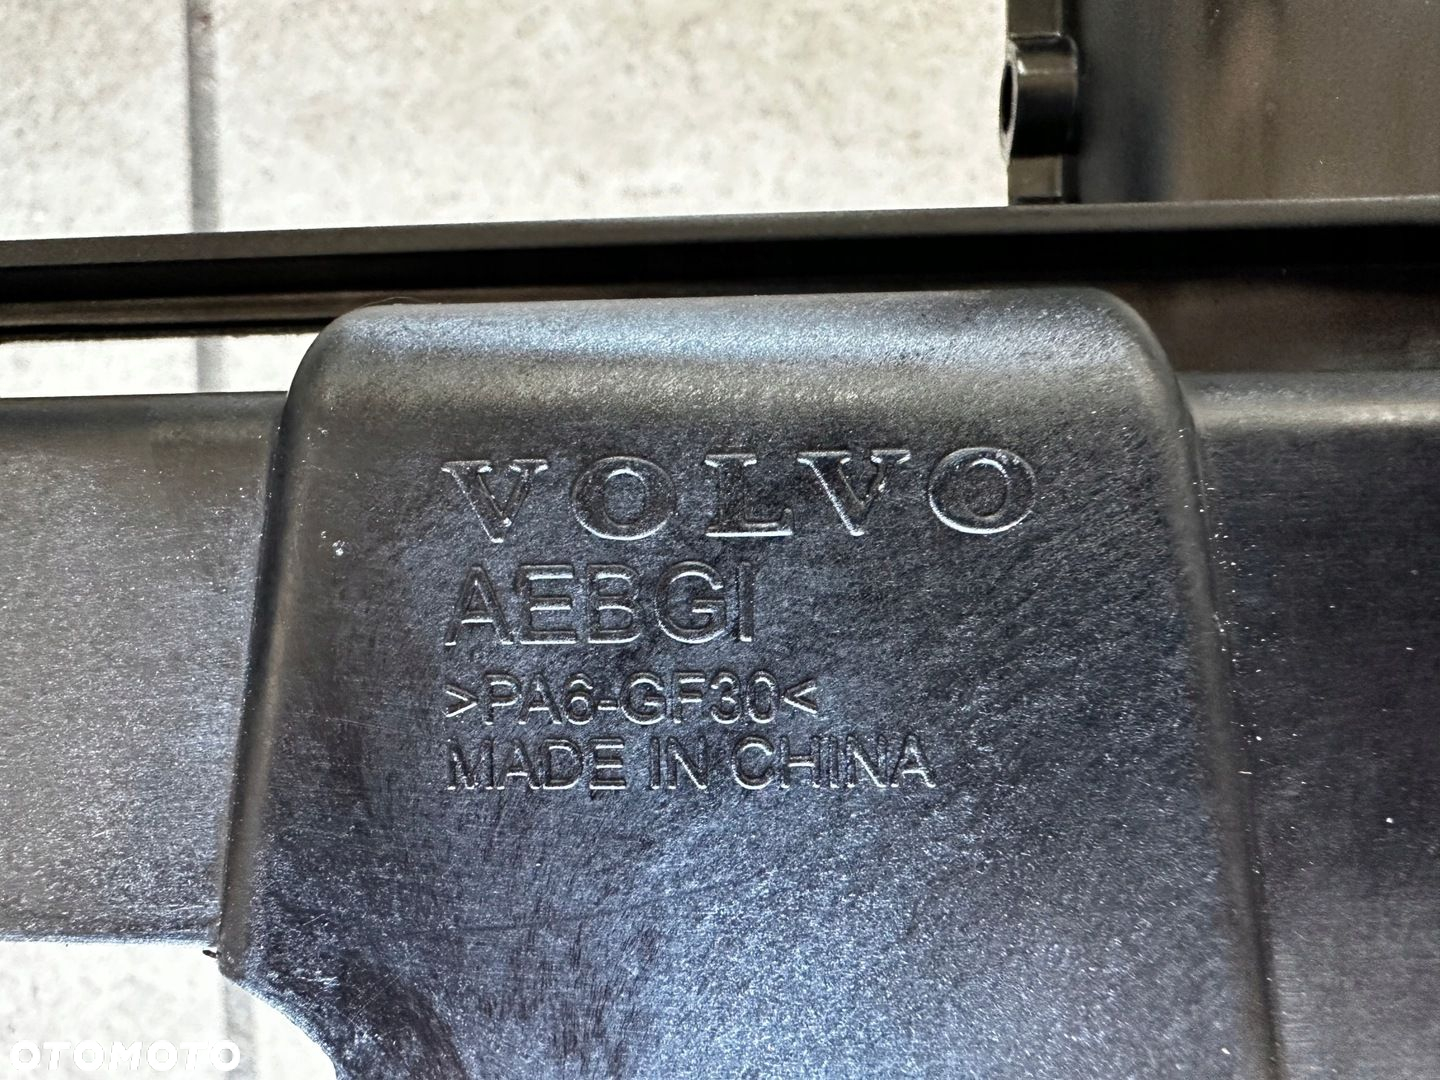 VOLVO
AEBGI
>PA6-GF30<
MADE IN CHINA
OTOMOTO